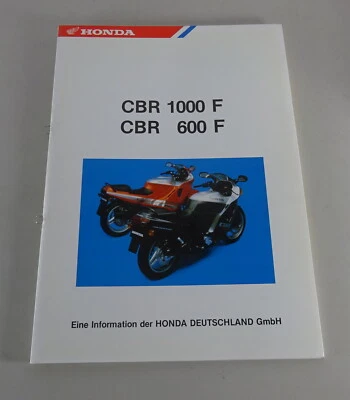 HONDA
CBR 1000 F
CBR 600 F
Eine Information der HONDA DEUTSCHLAND GmbH